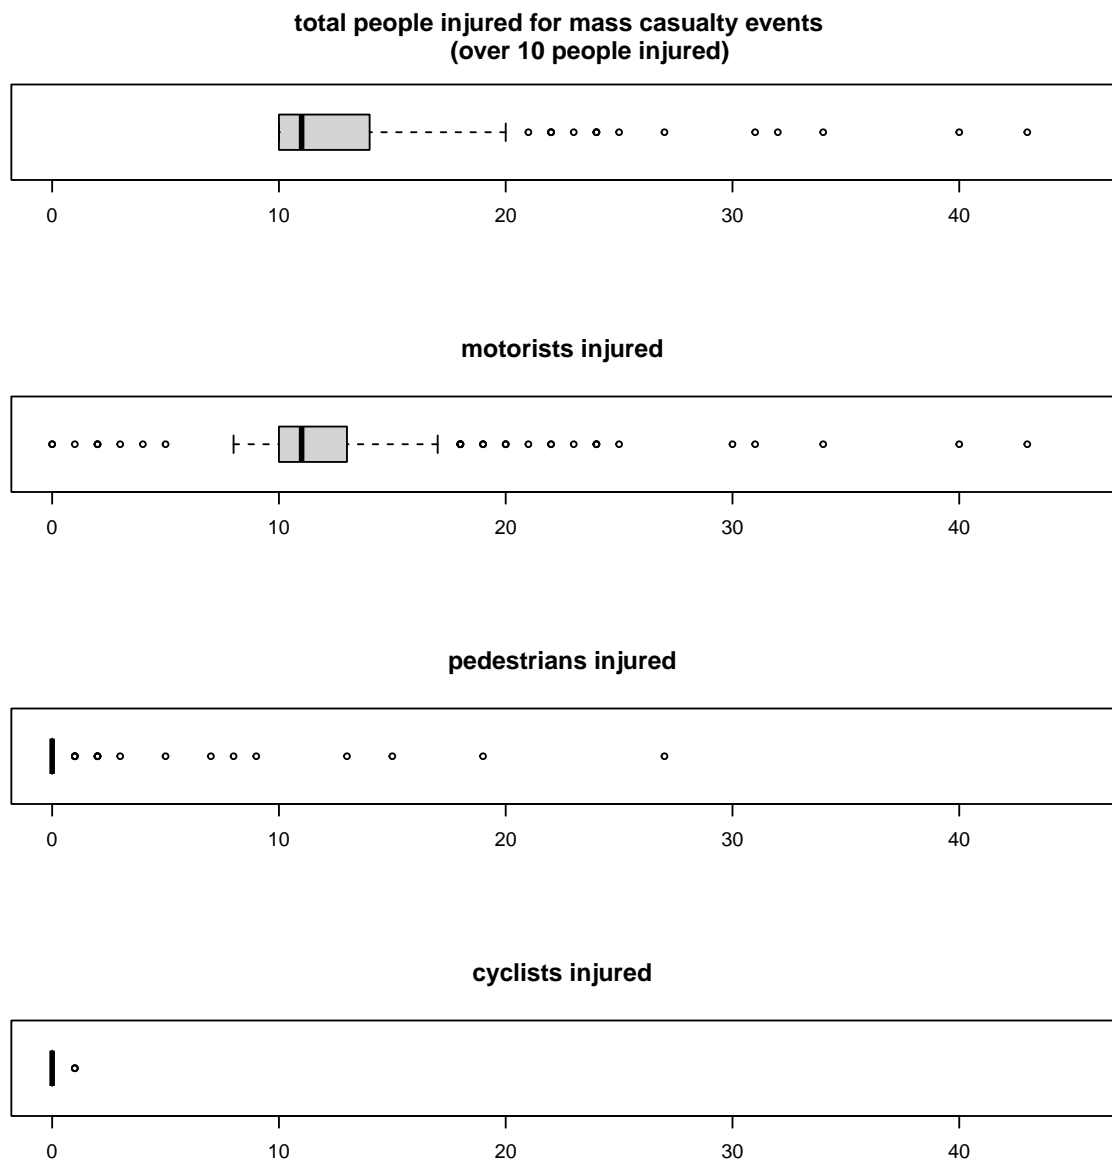 total people injured for mass casualty events
(over 10 people injured)
0 10 20 30 40
motorists injured
0 10 20 30 40
pedestrians injured
0 10 20 30 40
cyclists injured
0 10 20 30 40